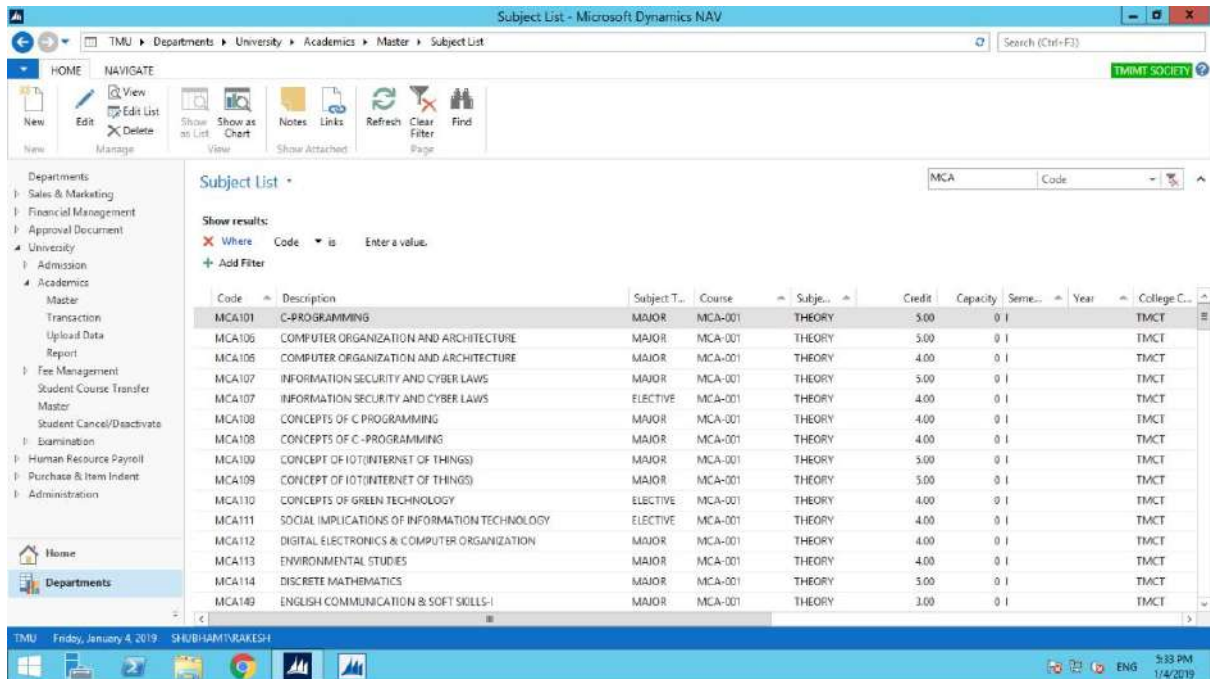 Subject List - Microsoft Dynamics NAV
TMU Departments University Academics Master Subject List
Search (Ctrl+F3)
HOME NAVIGATE
TMIMT SOCIETY
New Edit View Edit List Delete Show as List Show as Chart Notes Links Refresh Clear Filter Find
New Manage View Show Attached Page
Departments
Sales & Marketing
Financial Management
Approval Document
University
Admission
Academics
Master
Transaction
Upload Data
Report
Fee Management
Student Course Transfer
Master
Student Cancel/Deactivate
Examination
Human Resource Payroll
Purchase & Item Indent
Administration
Home
Departments
Subject List
MCA Code
Show results:
Where Code is Enter a value.
Add Filter
Code Description Subject T... Course Subje... Credit Capacity Seme... Year College C...
MCA101 C-PROGRAMMING MAJOR MCA-001 THEORY 5.00 0 I TMCT
MCA106 COMPUTER ORGANIZATION AND ARCHITECTURE MAJOR MCA-001 THEORY 5.00 0 I TMCT
MCA106 COMPUTER ORGANIZATION AND ARCHITECTURE MAJOR MCA-001 THEORY 4.00 0 I TMCT
MCA107 INFORMATION SECURITY AND CYBER LAWS MAJOR MCA-001 THEORY 5.00 0 I TMCT
MCA107 INFORMATION SECURITY AND CYBER LAWS ELECTIVE MCA-001 THEORY 4.00 0 I TMCT
MCA108 CONCEPTS OF C PROGRAMMING MAJOR MCA-001 THEORY 4.00 0 I TMCT
MCA108 CONCEPTS OF C -PROGRAMMING MAJOR MCA-001 THEORY 4.00 0 I TMCT
MCA109 CONCEPT OF IOT(INTERNET OF THINGS) MAJOR MCA-001 THEORY 5.00 0 I TMCT
MCA109 CONCEPT OF IOT(INTERNET OF THINGS) MAJOR MCA-001 THEORY 4.00 0 I TMCT
MCA110 CONCEPTS OF GREEN TECHNOLOGY ELECTIVE MCA-001 THEORY 4.00 0 I TMCT
MCA111 SOCIAL IMPLICATIONS OF INFORMATION TECHNOLOGY ELECTIVE MCA-001 THEORY 4.00 0 I TMCT
MCA112 DIGITAL ELECTRONICS & COMPUTER ORGANIZATION MAJOR MCA-001 THEORY 4.00 0 I TMCT
MCA113 ENVIRONMENTAL STUDIES MAJOR MCA-001 THEORY 4.00 0 I TMCT
MCA114 DISCRETE MATHEMATICS MAJOR MCA-001 THEORY 5.00 0 I TMCT
MCA149 ENGLISH COMMUNICATION & SOFT SKILLS-I MAJOR MCA-001 THEORY 3.00 0 I TMCT
TMU Friday, January 4, 2019 SHUBHAM1\RAKESH
ENG 5:33 PM
1/4/2019